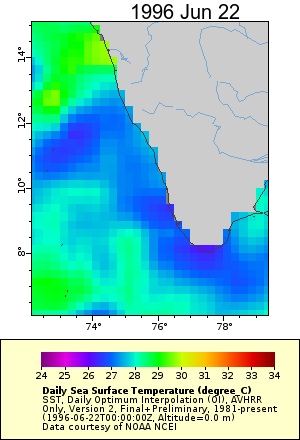 1996 Jun 22
14°
12°
10°
8°
74° 76° 78°
24 25 26 27 28 29 30 31 32 33 34
Daily Sea Surface Temperature (degree_C)
SST, Daily Optimum Interpolation (OI), AVHRR
Only, Version 2, Final+Preliminary, 1981-present
(1996-06-22T00:00:00Z, Altitude=0.0 m)
Data courtesy of NOAA NCEI